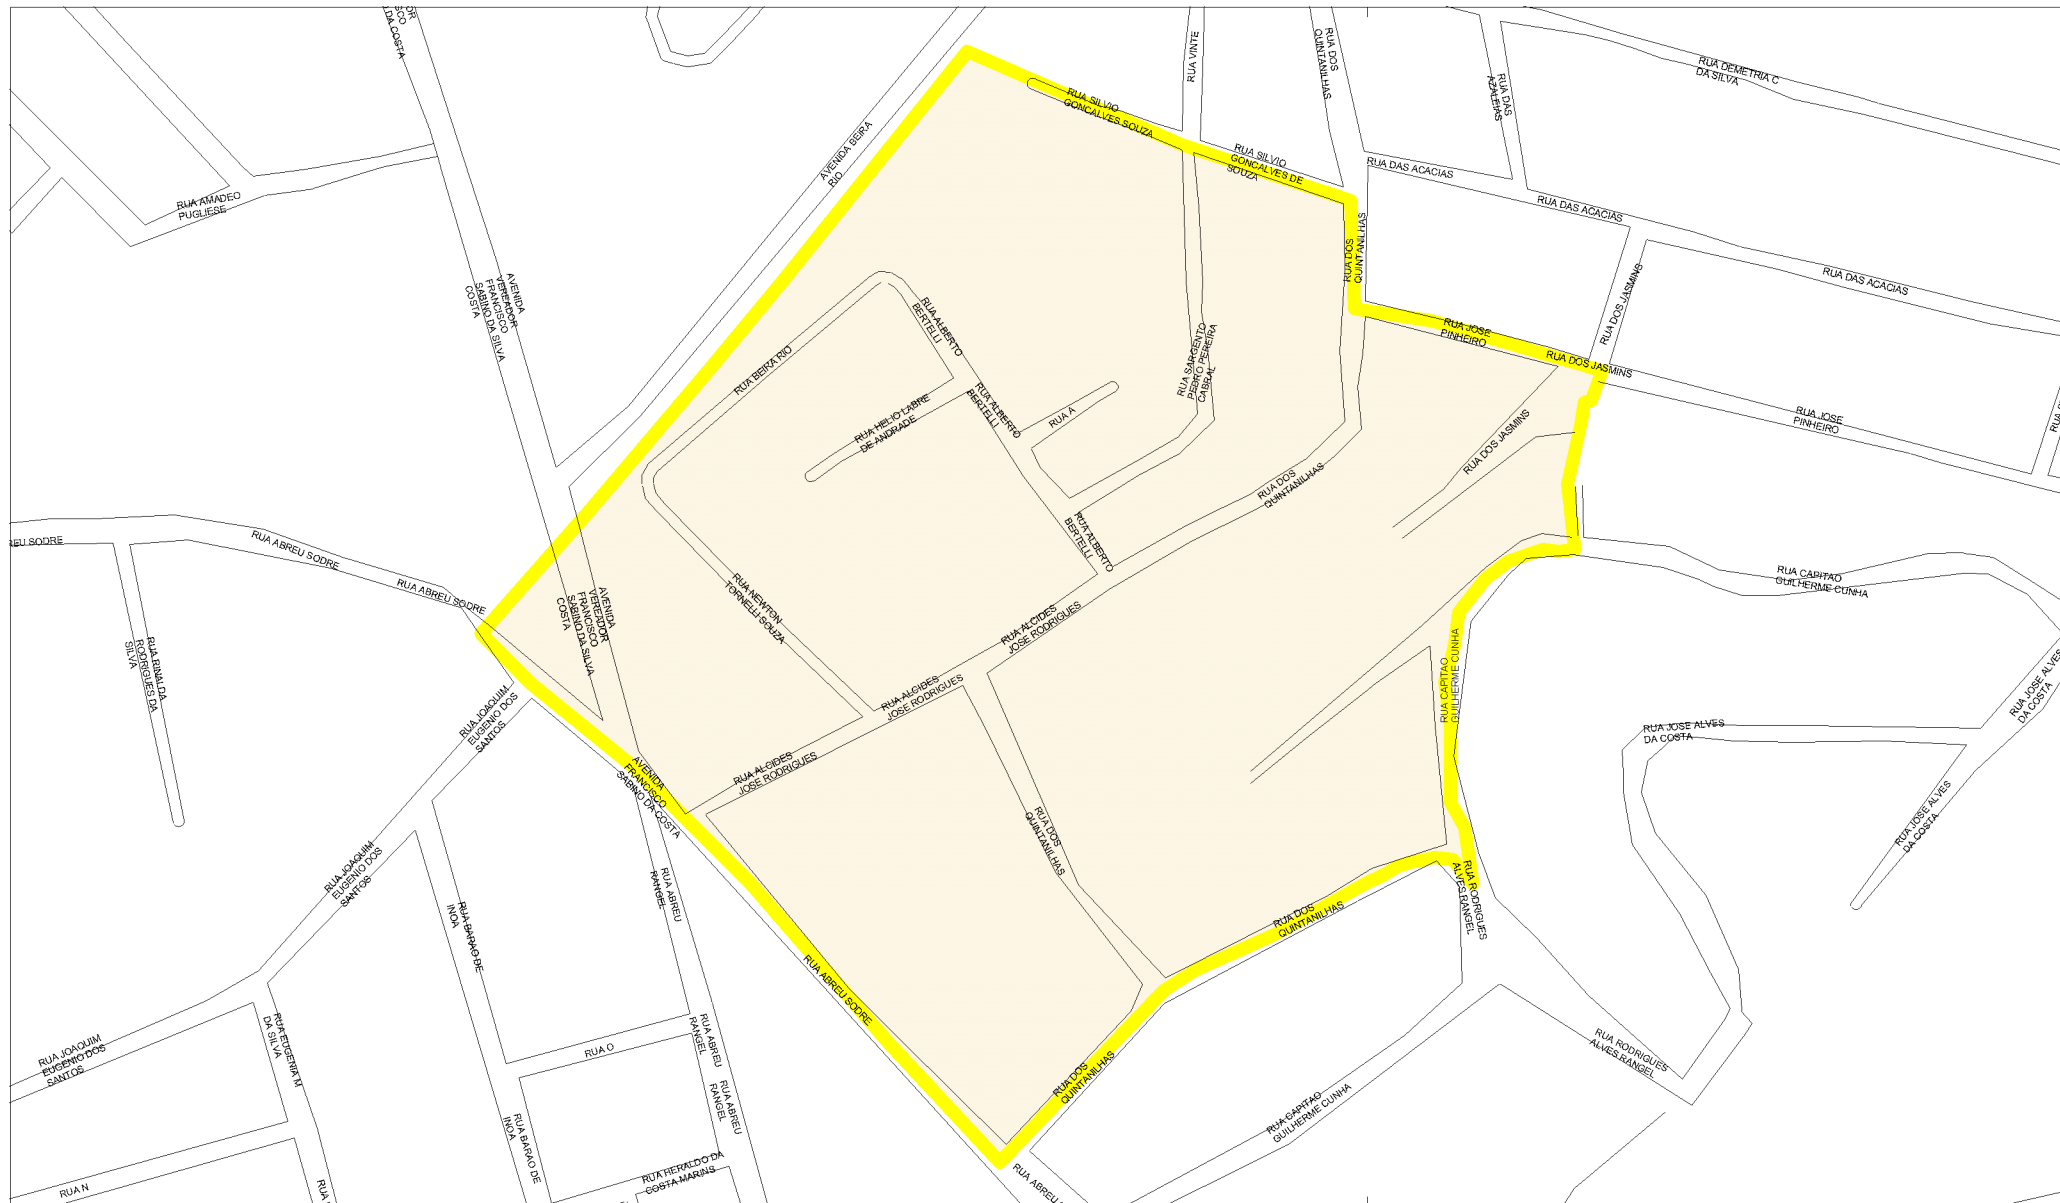 DA COSTA
RUA VINTE
RUA DOS
QUINTANILHAS
RUA DAS
AZALEIAS
RUA DEMETRIA C
DA SILVA
RUA SILVIO
GONCALVES SOUZA
RUA SILVIO
GONCALVES DE
SOUZA
AVENIDA BEIRA
RIO
RUA DAS ACACIAS
RUA DAS ACACIAS
RUA DAS ACACIAS
RUA AMADEO
PUGLIESE
RUA DOS
QUINTANILHAS
RUA DOS JASMINS
AVENIDA
VEREADOR
FRANCISCO
SABINO DA SILVA
COSTA
RUA ALBERTO
BERTELLI
RUA JOSE
PINHEIRO
RUA DOS JASMINS
RUA BEIRA RIO
RUA SARGENTO
PEDRO PEREIRA
CABRAL
RUA HELIO LABRE
DE ANDRADE
RUA ALBERTO
BERTELLI
RUA A
RUA JOSE
PINHEIRO
RUA DOS JASMINS
RUA DOS
QUINTANILHAS
REU SODRE
RUA ABREU SODRE
RUA ABREU SODRE
RUA ALBERTO
BERTELLI
RUA CAPITAO
GUILHERME CUNHA
AVENIDA
VEREADOR
FRANCISCO
SABINO DA SILVA
COSTA
RUA NEWTON
TORNELLI SOUZA
RUA ALCIDES
JOSE RODRIGUES
RUA RINALDA
RODRIGUES DA
SILVA
RUA CAPITAO
GUILHERME CUNHA
RUA JOSE ALVES
DA COSTA
RUA JOAQUIM
EUGENIO DOS
SANTOS
RUA ALCIDES
JOSE RODRIGUES
RUA JOSE ALVES
DA COSTA
RUA ALCIDES
JOSE RODRIGUES
AVENIDA
FRANCISCO
SABINO DA COSTA
RUA JOSE ALVES
DA COSTA
RUA DOS
QUINTANILHAS
RUA JOAQUIM
EUGENIO DOS
SANTOS
RUA ABREU
RANGEL
RUA RODRIGUES
ALVES RANGEL
RUA BARAO DE
INOA
RUA DOS
QUINTANILHAS
RUA ABREU SODRE
RUA JOAQUIM
EUGENIO DOS
SANTOS
RUA EUGENIA M
DA SILVA
RUA O
RUA ABREU
RANGEL
RUA DOS
QUINTANILHAS
RUA RODRIGUES
ALVES RANGEL
RUA ABREU
RANGEL
RUA CAPITAO
GUILHERME CUNHA
RUA BARAO DE
INOA
RUA HERALDO DA
COSTA MARINS
RUA N
RUA
RUA ABREU